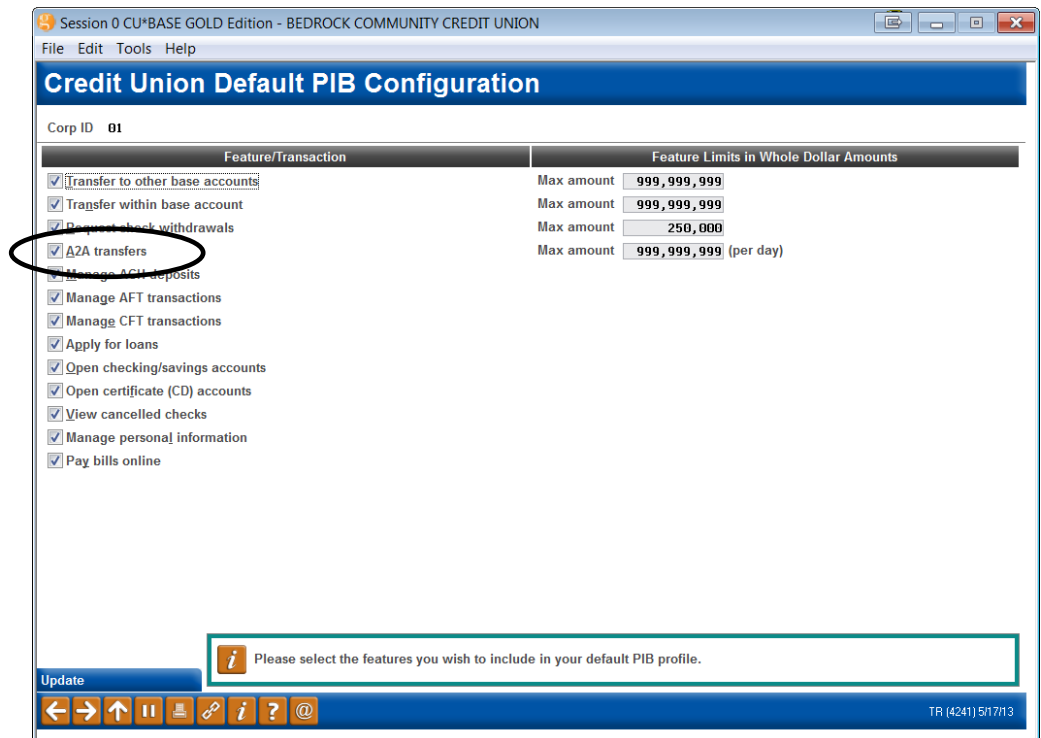 Session 0 CU*BASE GOLD Edition - BEDROCK COMMUNITY CREDIT UNION
File Edit Tools Help
Credit Union Default PIB Configuration
Corp ID 01
Feature/Transaction Feature Limits in Whole Dollar Amounts
Transfer to other base accounts Max amount 999,999,999
Transfer within base account Max amount 999,999,999
Request check withdrawals Max amount 250,000
A2A transfers Max amount 999,999,999 (per day)
Manage ACH deposits
Manage AFT transactions
Manage CFT transactions
Apply for loans
Open checking/savings accounts
Open certificate (CD) accounts
View cancelled checks
Manage personal information
Pay bills online
i Please select the features you wish to include in your default PIB profile.
Update
i ? @ TR (4241) 5/17/13